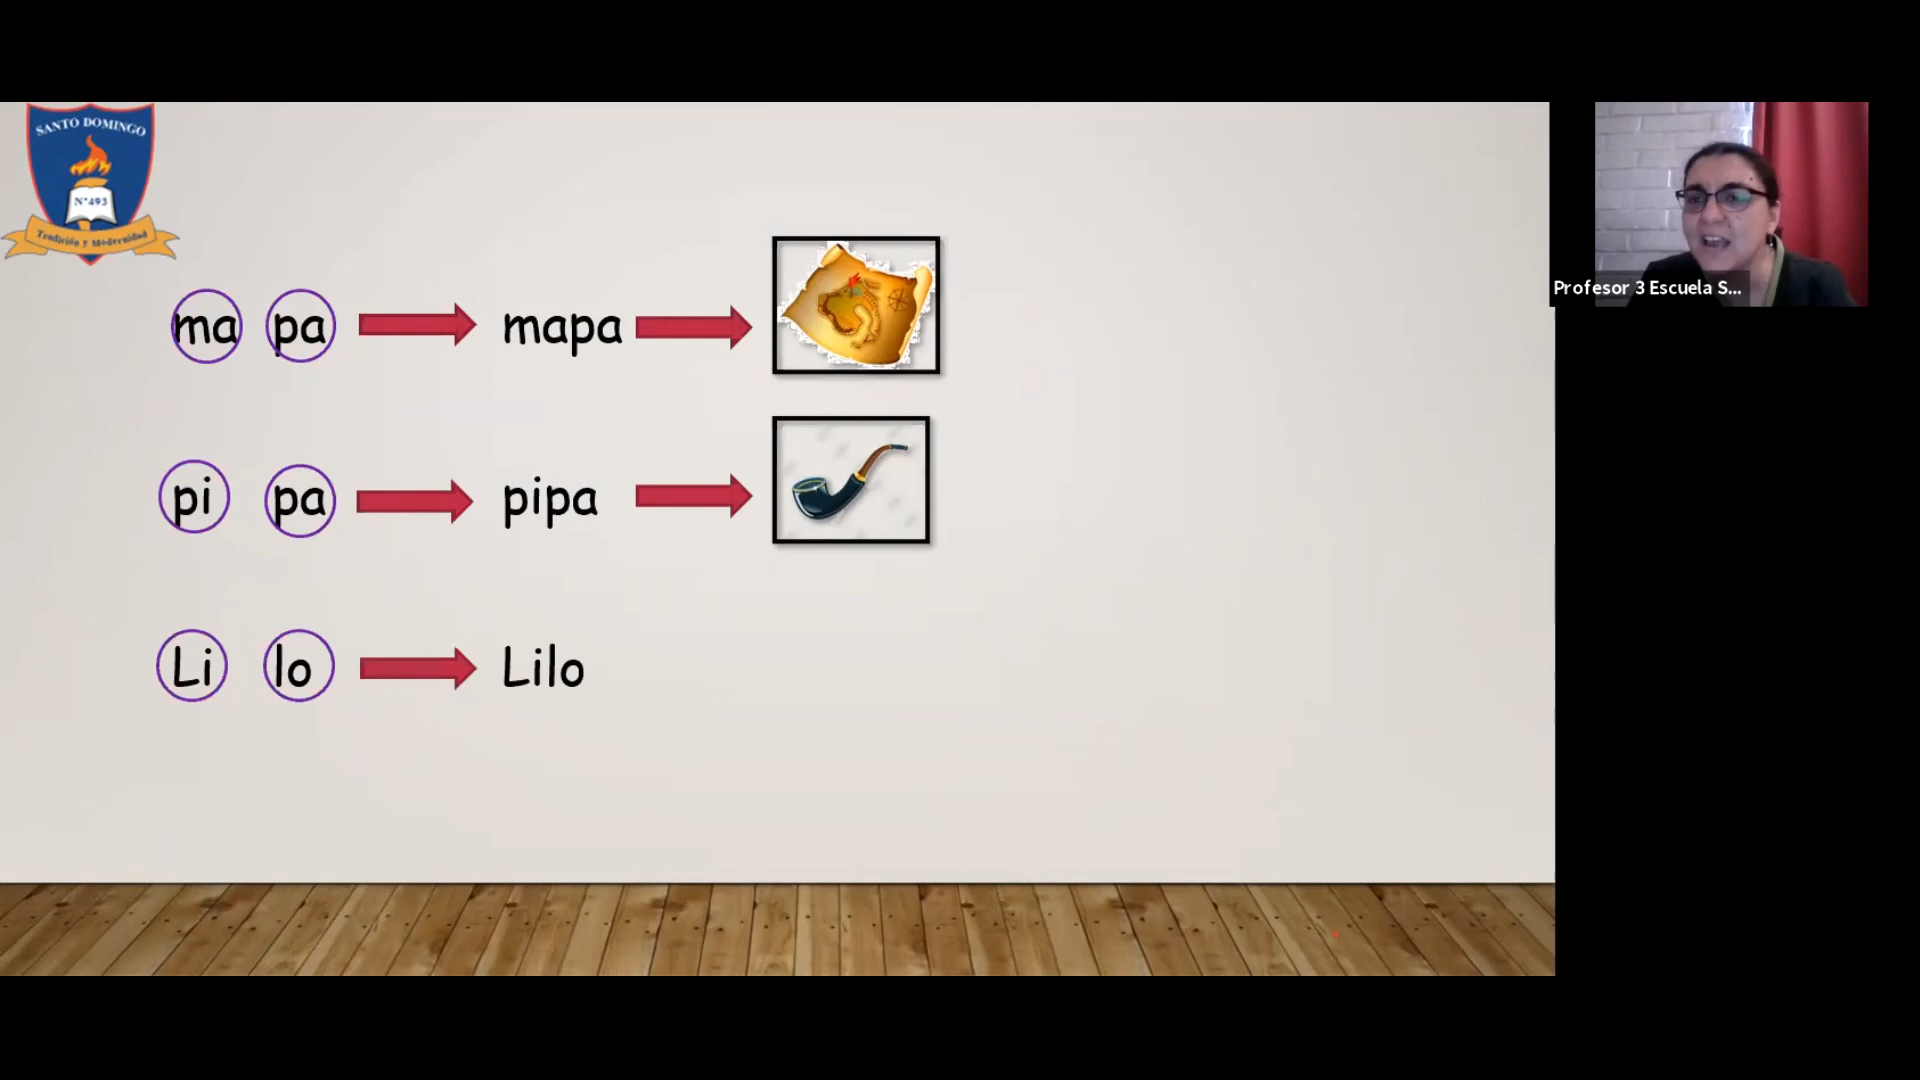 SANTO DOMINGO
N°493
Tradición y Modernidad
ma pa mapa
pi pa pipa
Li lo Lilo
Profesor 3 Escuela S...